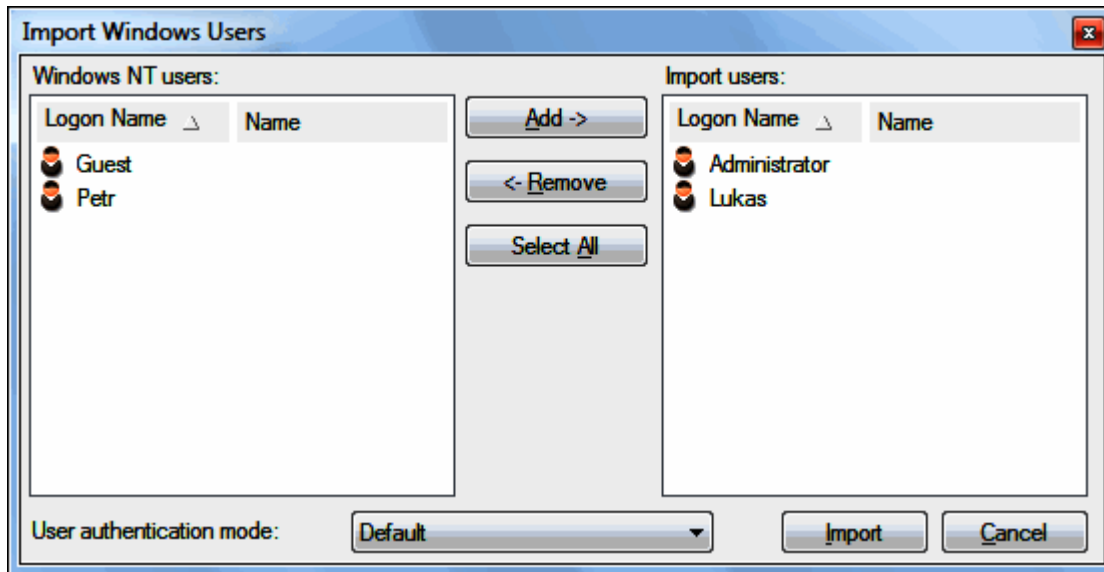 Import Windows Users
Windows NT users:
Import users:
Logon Name Name
Add ->
Logon Name Name
Guest
Administrator
<- Remove
Petr
Lukas
Select All
User authentication mode: Default
Import
Cancel